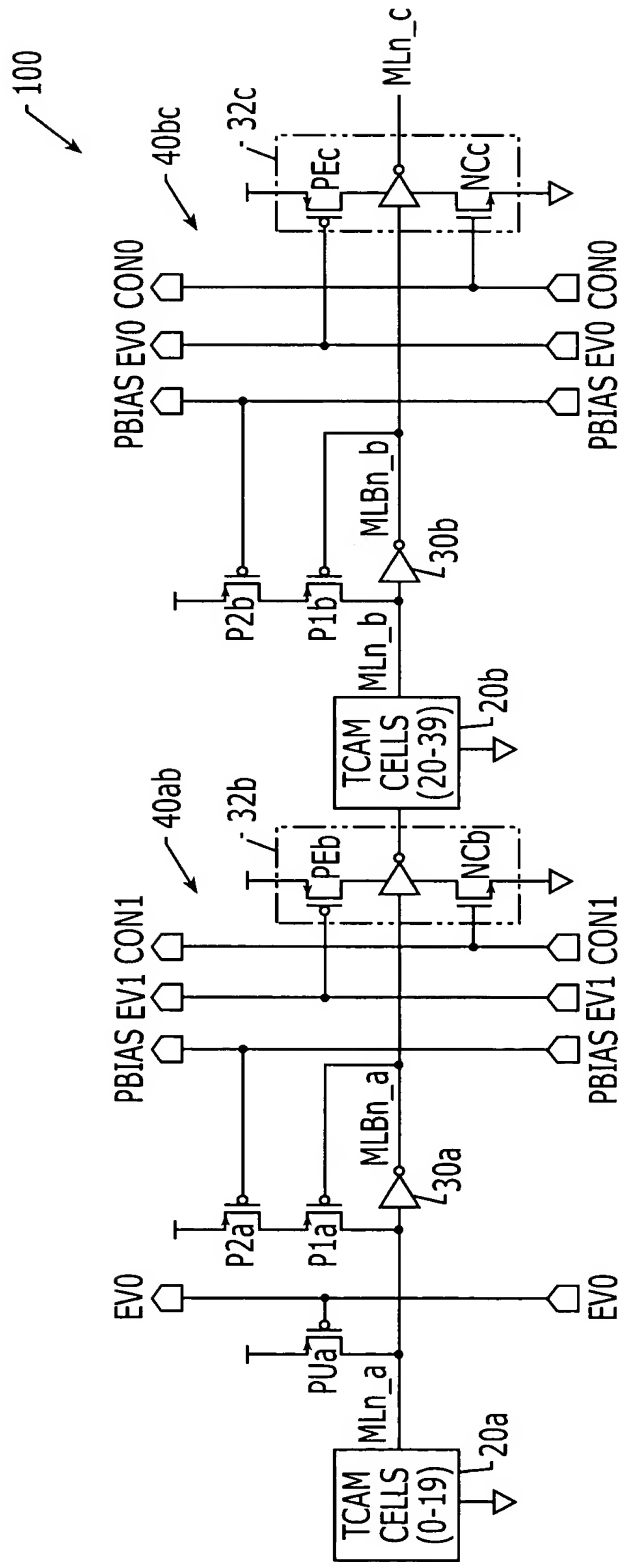 100
40ab
40bc
EV0
PBIAS EV1 CON1
PBIAS EV0 CON0
32b
32c
P2a
P2b
PUa
P1a
PEb
P1b
PEc
MLn_a
MLBn_a
MLn_b
MLBn_b
MLn_c
TCAM
CELLS
(0-19)
TCAM
CELLS
(20-39)
30a
30b
NCb
NCc
20a
20b
EV0
PBIAS EV1 CON1
PBIAS EV0 CON0